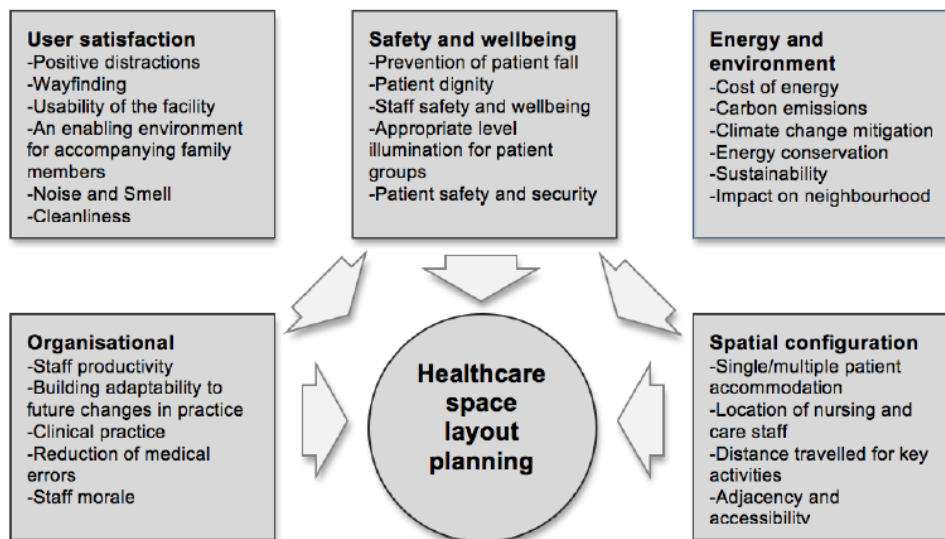 User satisfaction
-Positive distractions
-Wayfinding
-Usability of the facility
-An enabling environment
for accompanying family
members
-Noise and Smell
-Cleanliness
Safety and wellbeing
-Prevention of patient fall
-Patient dignity
-Staff safety and wellbeing
-Appropriate level
illumination for patient
groups
-Patient safety and security
Energy and
environment
-Cost of energy
-Carbon emissions
-Climate change mitigation
-Energy conservation
-Sustainability
-Impact on neighbourhood
Organisational
-Staff productivity
-Building adaptability to
future changes in practice
-Clinical practice
-Reduction of medical
errors
-Staff morale
Healthcare
space
layout
planning
Spatial configuration
-Single/multiple patient
accommodation
-Location of nursing and
care staff
-Distance travelled for key
activities
-Adjacency and
accessibility